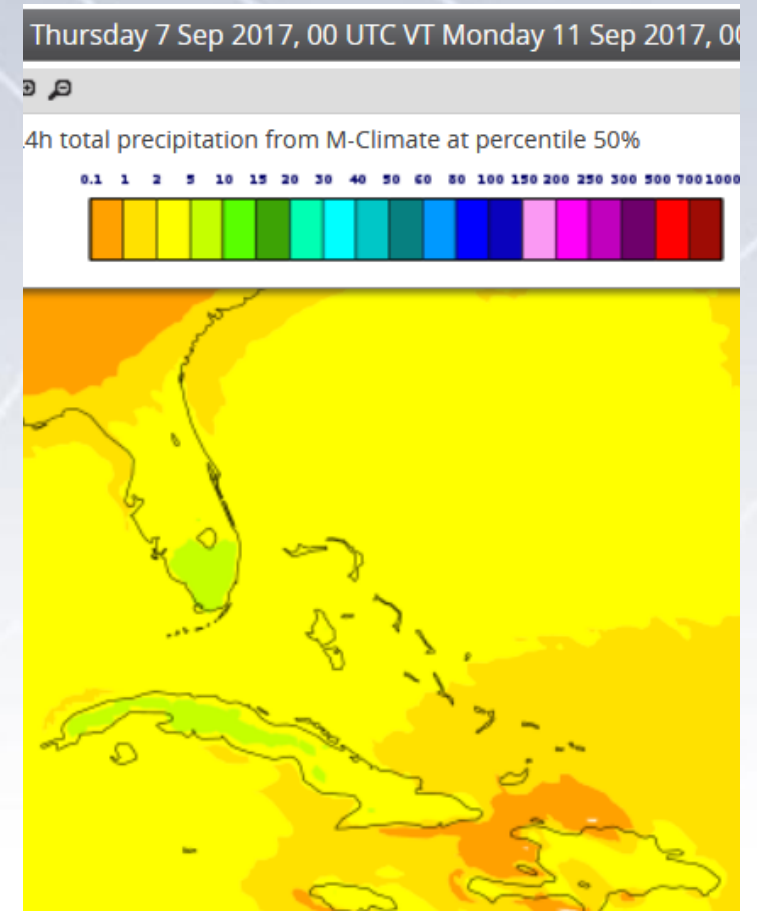 Thursday 7 Sep 2017, 00 UTC VT Monday 11 Sep 2017, 00
4h total precipitation from M-Climate at percentile 50%
0.1 1 2 5 10 15 20 30 40 50 60 80 100 150 200 250 300 500 700 1000